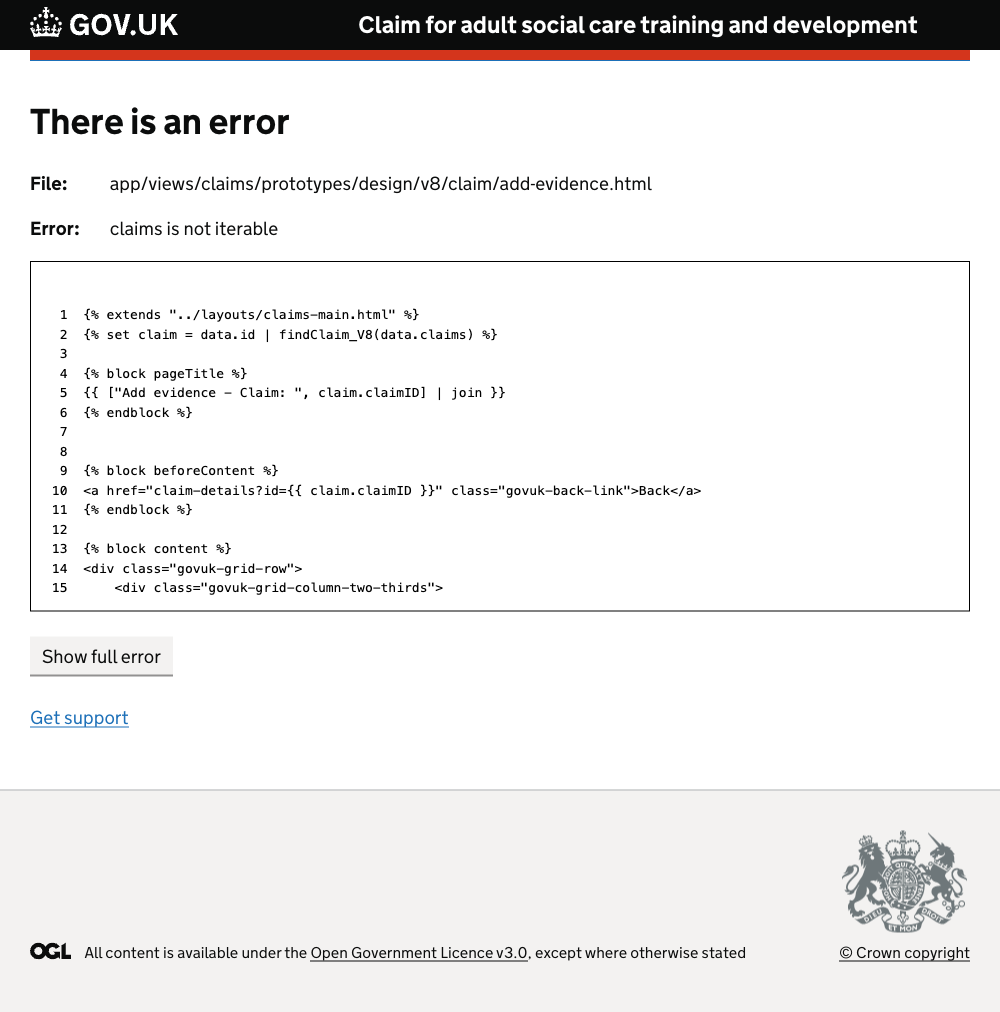 GOV.UK
Claim for adult social care training and development
There is an error
File: app/views/claims/prototypes/design/v8/claim/add-evidence.html
Error: claims is not iterable
1 {% extends "../layouts/claims-main.html" %}
2 {% set claim = data.id | findClaim_V8(data.claims) %}
3
4 {% block pageTitle %}
5 {{ ["Add evidence - Claim: ", claim.claimID] | join }}
6 {% endblock %}
7
8
9 {% block beforeContent %}
10 <a href="claim-details?id={{ claim.claimID }}" class="govuk-back-link">Back</a>
11 {% endblock %}
12
13 {% block content %}
14 <div class="govuk-grid-row">
15     <div class="govuk-grid-column-two-thirds">
Show full error
Get support
OGL All content is available under the Open Government Licence v3.0, except where otherwise stated
© Crown copyright